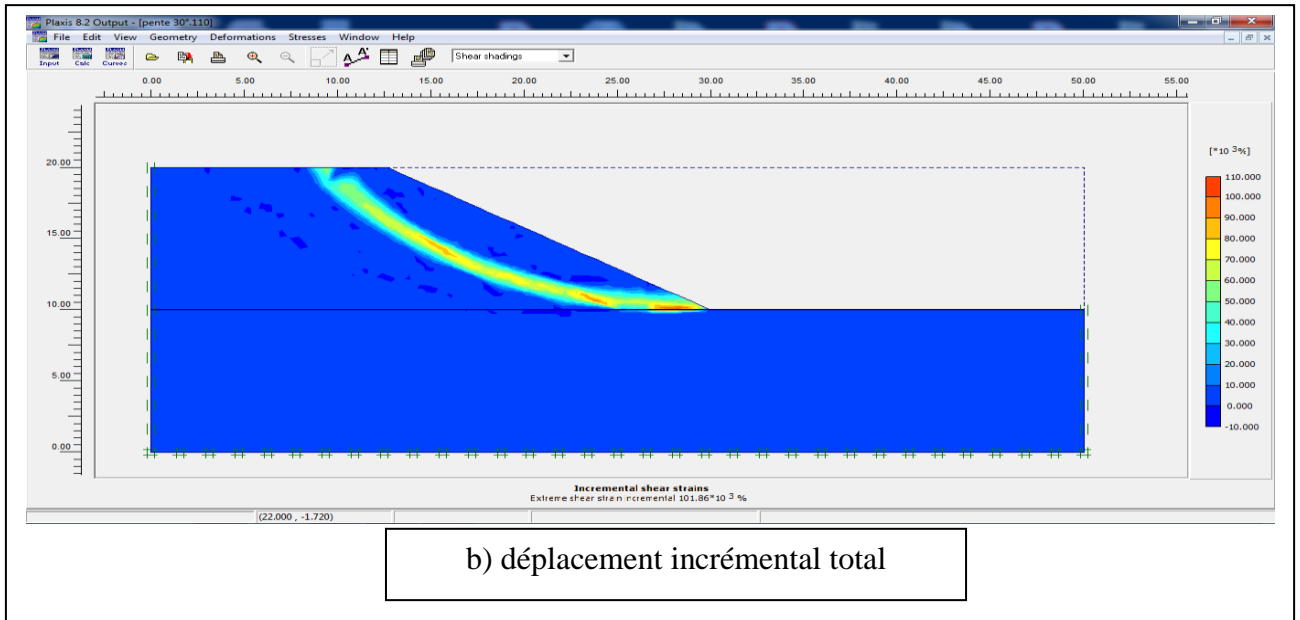 Plaxis 8.2 Output - [pente 30°.110]
File Edit View Geometry Deformations Stresses Window Help
Input Calc Curves Shear shadings
0.00 5.00 10.00 15.00 20.00 25.00 30.00 35.00 40.00 45.00 50.00 55.00
20.00
15.00
10.00
5.00
0.00
[*10 3%]
110.000
100.000
90.000
80.000
70.000
60.000
50.000
40.000
30.000
20.000
10.000
0.000
-10.000
Incremental shear strains
Extreme shear strain incremental 101.86*10 3 %
(22.000 , -1.720)
b) déplacement incrémental total